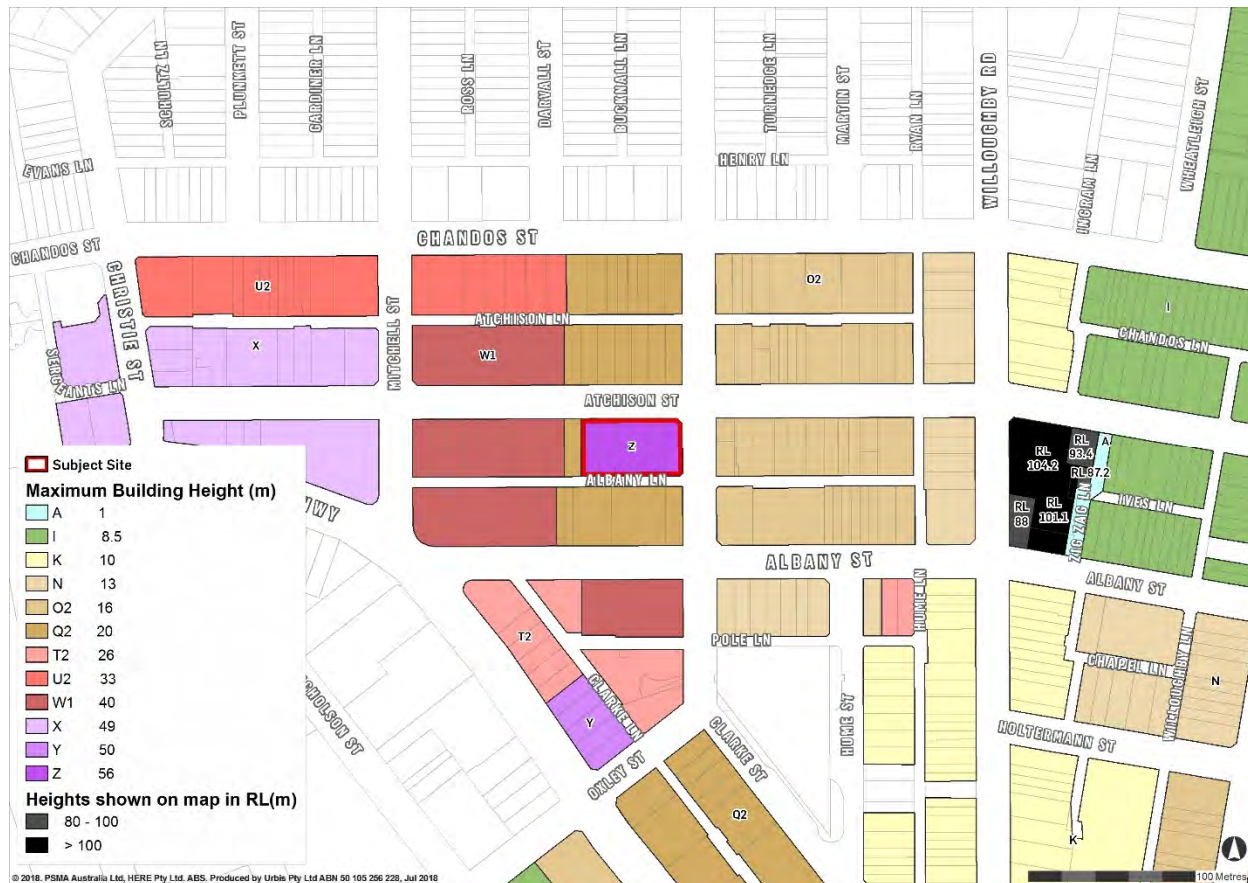 SCHULTZ LN
PLUNKETT ST
GARDINER LN
ROSS LN
DARVALL ST
BUCKNALL LN
TURNEDGE LN
MARTIN ST
RYAN LN
WILLOUGHBY RD
INGRAM LN
WHEATLEIGH ST
EVANS LN
HENRY LN
CHANDOS ST
CHANDOS ST
CHRISTIE ST
U2
O2
I
MITCHELL ST
ATCHISON LN
CHANDOS LN
X
W1
SERGEANTS LN
ATCHISON ST
Z
ALBANY LN
RL
104.2
RL
93.4
A
RL87.2
RL
88
RL
101.1
ZIG ZAG LN
IVES LN
HWY
ALBANY ST
ALBANY ST
T2
HUME LN
POLE LN
CLARKE LN
CHAPEL LN
WILLOUGHBY LN
N
Y
HUME ST
HOLTERMANN ST
OXLEY ST
CLARKE ST
Q2
K
Subject Site
Maximum Building Height (m)
A 1
I 8.5
K 10
N 13
O2 16
Q2 20
T2 26
U2 33
W1 40
X 49
Y 50
Z 56
Heights shown on map in RL(m)
80 - 100
> 100
100 Metres
© 2018. PSMA Australia Ltd, HERE Pty Ltd. ABS. Produced by Urbis Pty Ltd ABN 50 105 256 228, Jul 2018